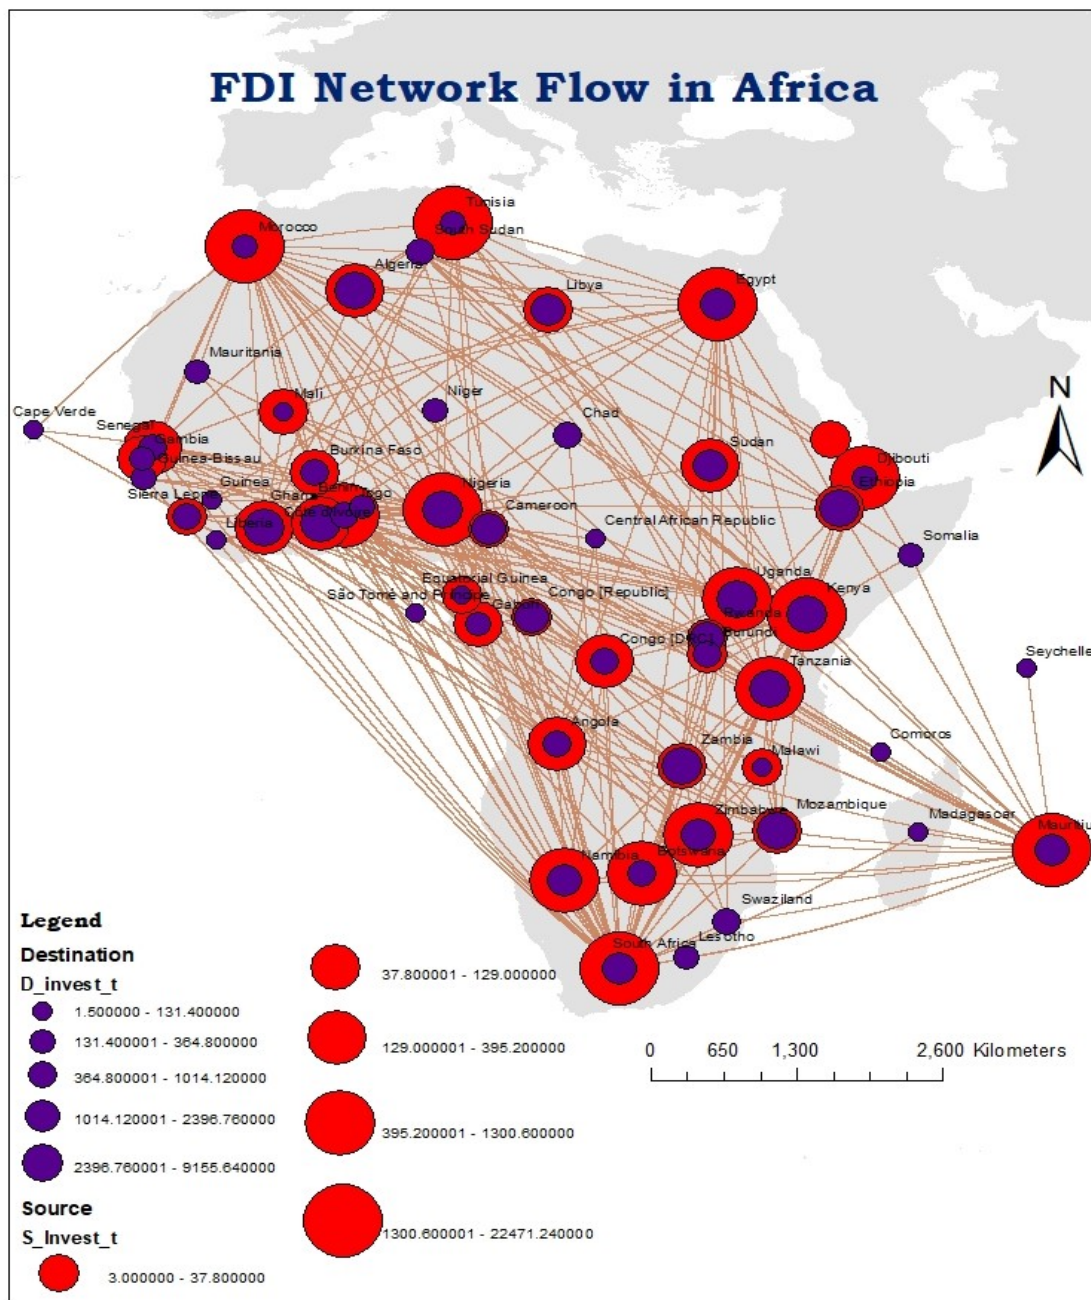 FDI Network Flow in Africa
Tunisia
Morocco
South Sudan
Algeria
Libya
Egypt
N
Mauritania
Mali
Niger
Cape Verde
Chad
Senegal
Gambia
Sudan
Burkina Faso
Djibouti
Guinea-Bissau
Guinea
Nigeria
Ethiopia
Sierra Leone
Ghana
Benin
Togo
Cameroon
Liberia
Côte d'Ivoire
Central African Republic
Somalia
Equatorial Guinea
Uganda
São Tomé and Príncipe
Congo [Republic]
Kenya
Gabon
Rwanda
Congo [DRC]
Burundi
Tanzania
Seychelle
Angola
Zambia
Malawi
Comoros
Zimbabwe
Mozambique
Madagascar
Mauritiu
Namibia
Botswana
Swaziland
South Africa
Lesotho
Legend
Destination
D_invest_t
1.500000 - 131.400000
131.400001 - 364.800000
364.800001 - 1014.120000
1014.120001 - 2396.760000
2396.760001 - 9155.640000
Source
S_Invest_t
3.000000 - 37.800000
37.800001 - 129.000000
129.000001 - 395.200000
395.200001 - 1300.600000
1300.600001 - 22471.240000
0 650 1,300 2,600 Kilometers